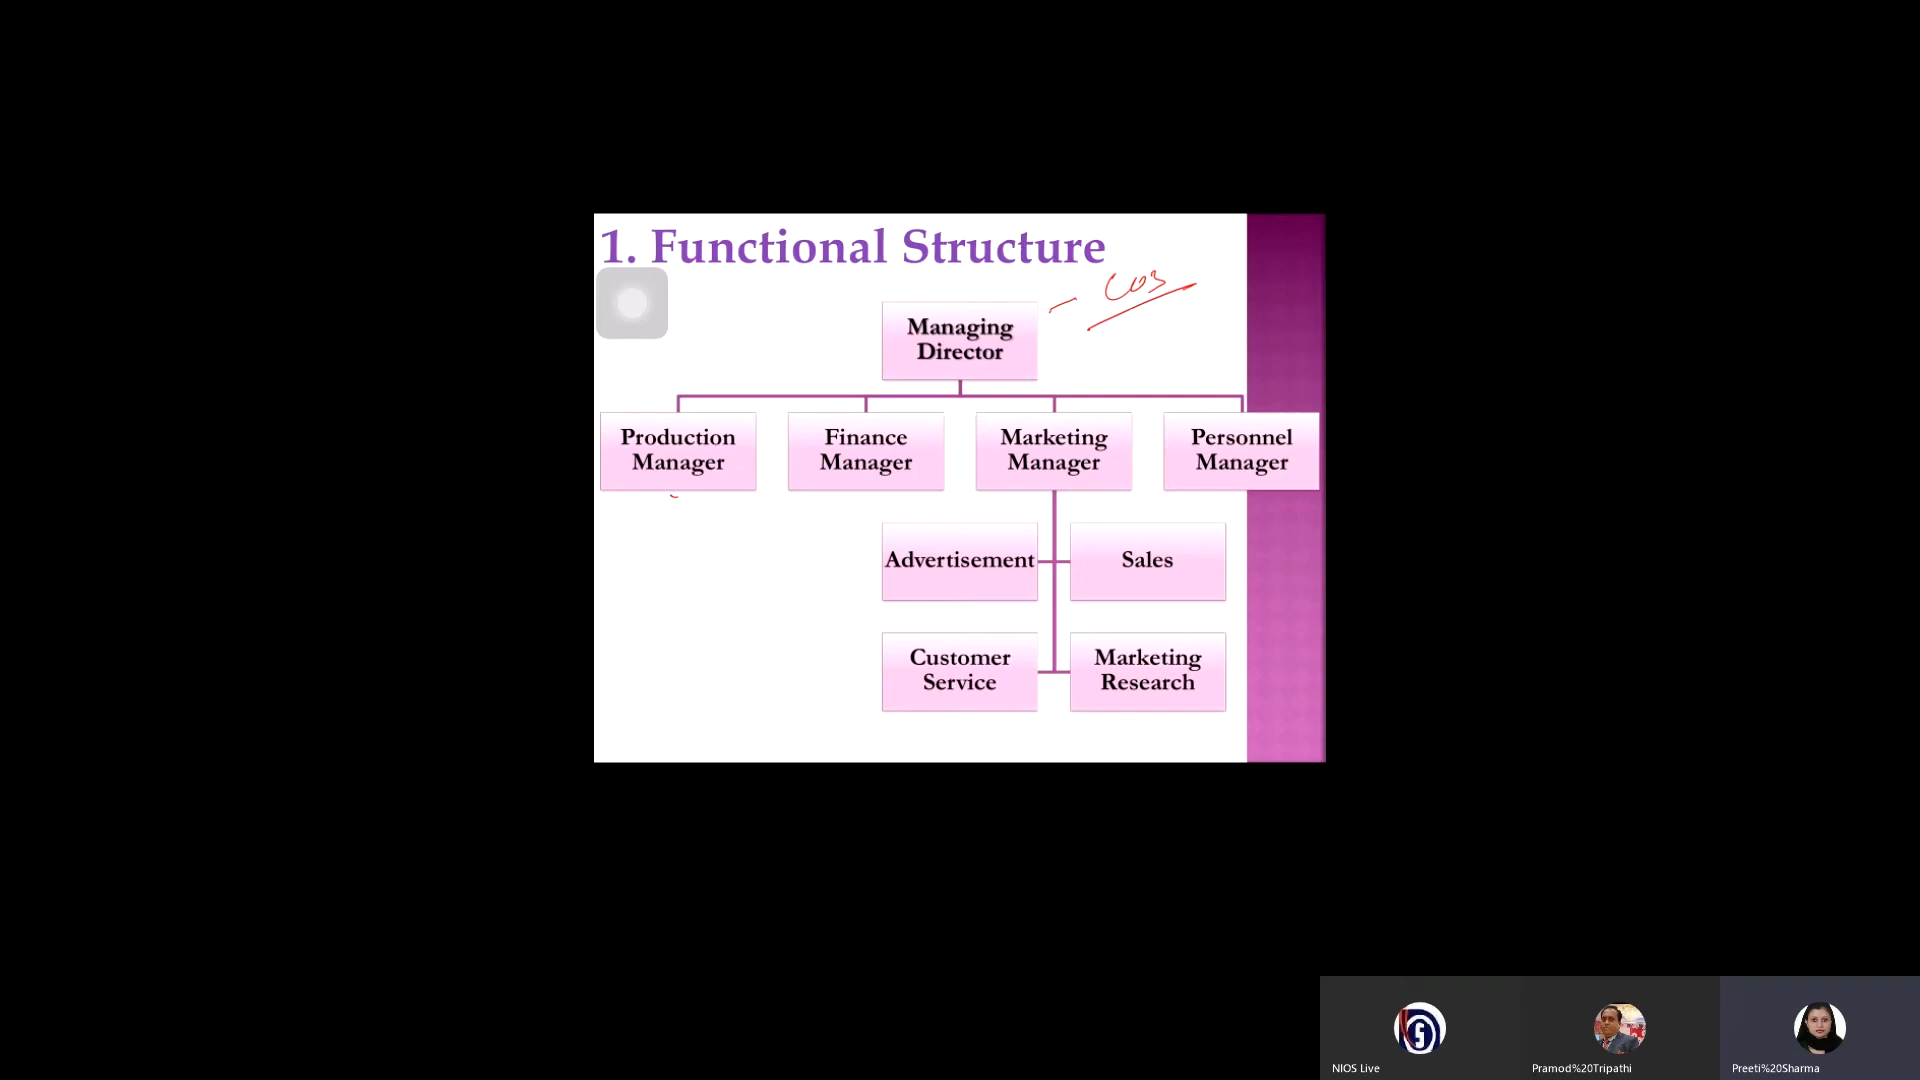 1. Functional Structure
Managing
Director
Production
Manager
Finance
Manager
Marketing
Manager
Personnel
Manager
Advertisement
Sales
Customer
Service
Marketing
Research
NIOS Live
Pramod%20Tripathi
Preeti%20Sharma